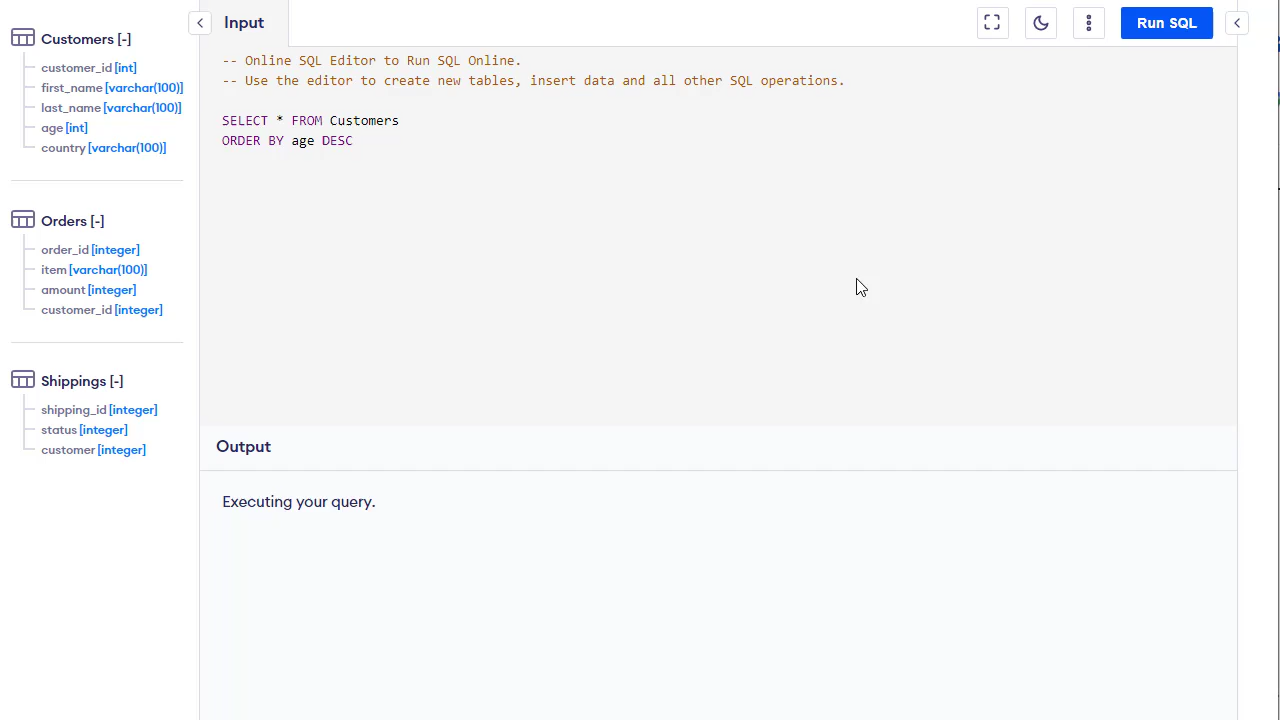 Customers [-]
customer_id [int]
first_name [varchar(100)]
last_name [varchar(100)]
age [int]
country [varchar(100)]
Orders [-]
order_id [integer]
item [varchar(100)]
amount [integer]
customer_id [integer]
Shippings [-]
shipping_id [integer]
status [integer]
customer [integer]
Input
Run SQL
-- Online SQL Editor to Run SQL Online.
-- Use the editor to create new tables, insert data and all other SQL operations.
SELECT * FROM Customers
ORDER BY age DESC
Output
Executing your query.